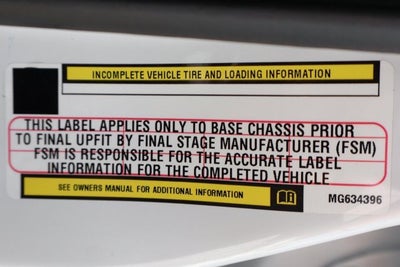 INCOMPLETE VEHICLE TIRE AND LOADING INFORMATION
THIS LABEL APPLIES ONLY TO BASE CHASSIS PRIOR
TO FINAL UPFIT BY FINAL STAGE MANUFACTURER (FSM)
FSM IS RESPONSIBLE FOR THE ACCURATE LABEL
INFORMATION FOR THE COMPLETED VEHICLE
SEE OWNERS MANUAL FOR ADDITIONAL INFORMATION
MG634396